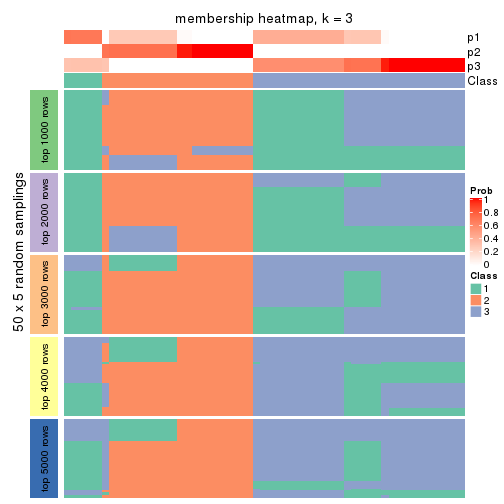 membership heatmap, k = 3
p1
p2
p3
Class
50 x 5 random samplings
top 1000 rows
top 2000 rows
top 3000 rows
top 4000 rows
top 5000 rows
Prob
1
0.8
0.6
0.4
0.2
0
Class
1
2
3